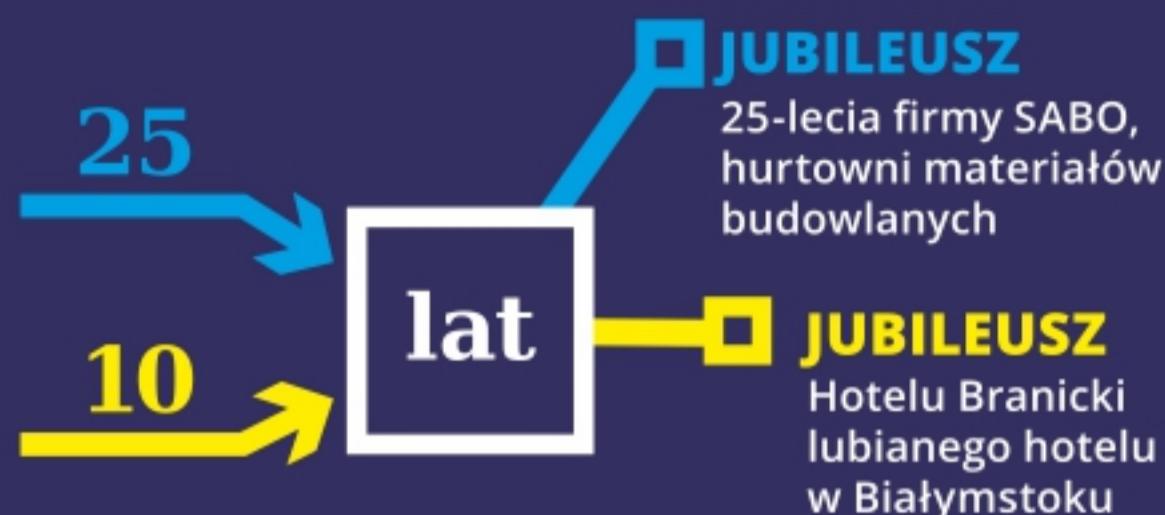 25
10
lat
JUBILEUSZ
25-lecia firmy SABO,
hurtowni materiałów
budowlanych
JUBILEUSZ
Hotelu Branicki
lubianego hotelu
w Białymstoku